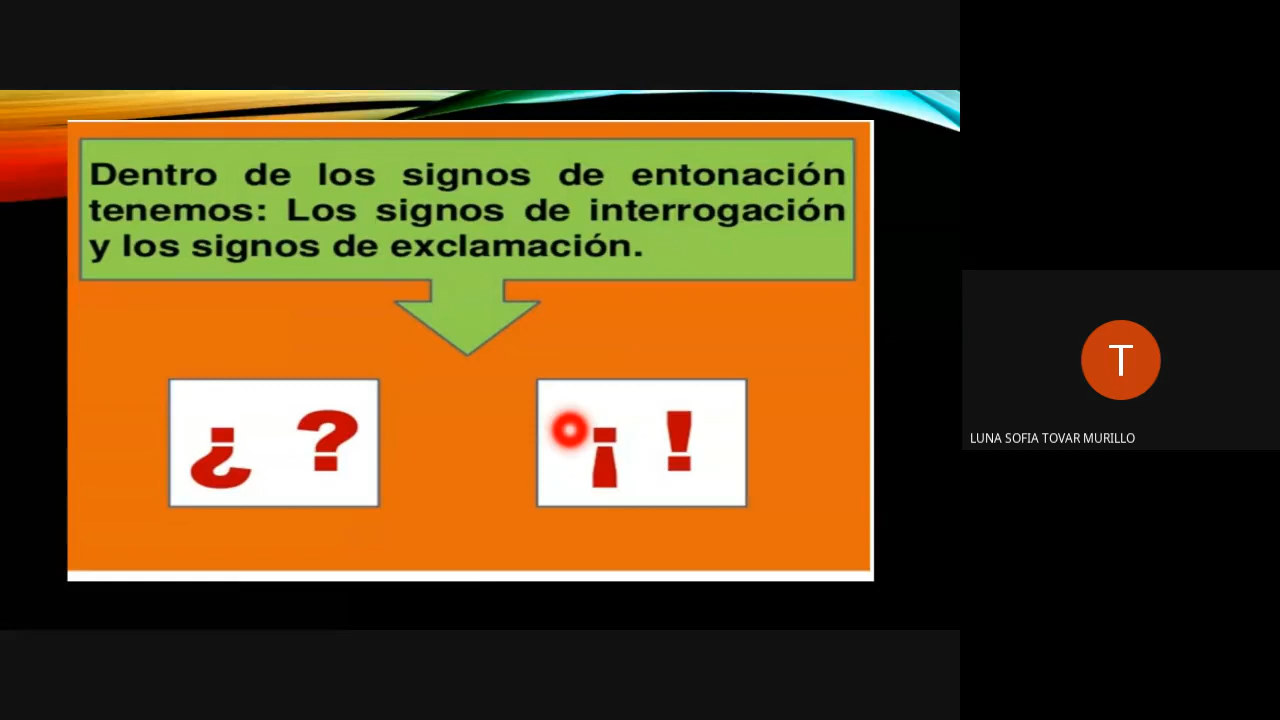 Dentro de los signos de entonación
tenemos: Los signos de interrogación
y los signos de exclamación.
¿ ?
¡ !
T
LUNA SOFIA TOVAR MURILLO